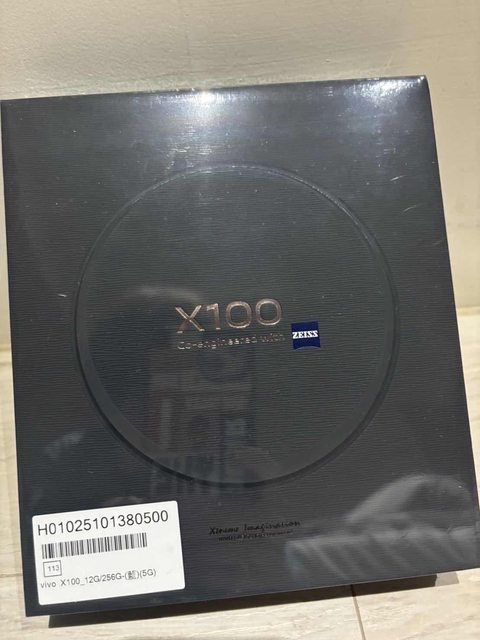 X100
Co-engineered with ZEISS
Xtreme Imagination
H01025101380500
113
vivo X100_12G/256G-(藍)(5G)